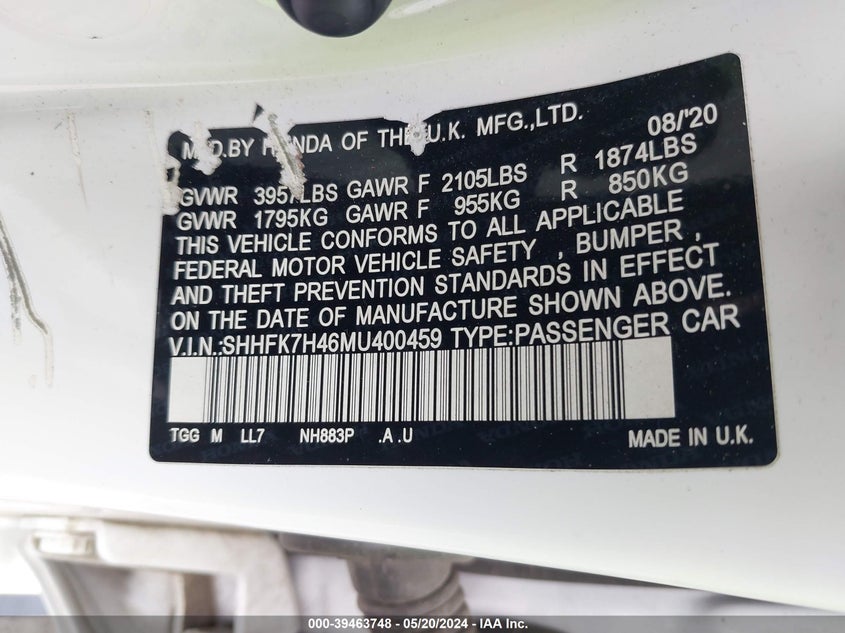 MFD.BY HONDA OF THE U.K. MFG.,LTD. 08/'20
GVWR 3957LBS GAWR F 2105LBS R 1874LBS
GVWR 1795KG GAWR F 955KG R 850KG
THIS VEHICLE CONFORMS TO ALL APPLICABLE
FEDERAL MOTOR VEHICLE SAFETY , BUMPER ,
AND THEFT PREVENTION STANDARDS IN EFFECT
ON THE DATE OF MANUFACTURE SHOWN ABOVE.
V.I.N.:SHHFK7H46MU400459 TYPE:PASSENGER CAR
TGG M LL7 NH883P .A .U MADE IN U.K.
000-39463748 — 05/20/2024 — IAA Inc.